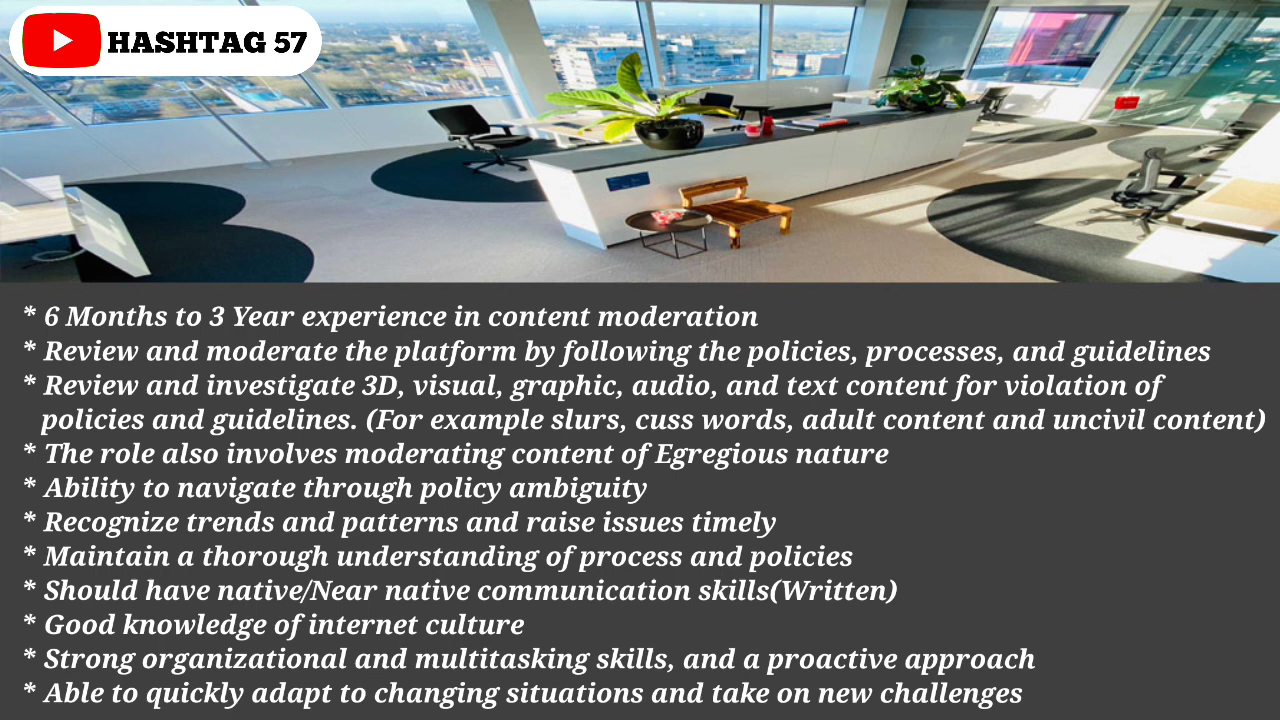 HASHTAG 57
* 6 Months to 3 Year experience in content moderation
* Review and moderate the platform by following the policies, processes, and guidelines
* Review and investigate 3D, visual, graphic, audio, and text content for violation of
policies and guidelines. (For example slurs, cuss words, adult content and uncivil content)
* The role also involves moderating content of Egregious nature
* Ability to navigate through policy ambiguity
* Recognize trends and patterns and raise issues timely
* Maintain a thorough understanding of process and policies
* Should have native/Near native communication skills(Written)
* Good knowledge of internet culture
* Strong organizational and multitasking skills, and a proactive approach
* Able to quickly adapt to changing situations and take on new challenges